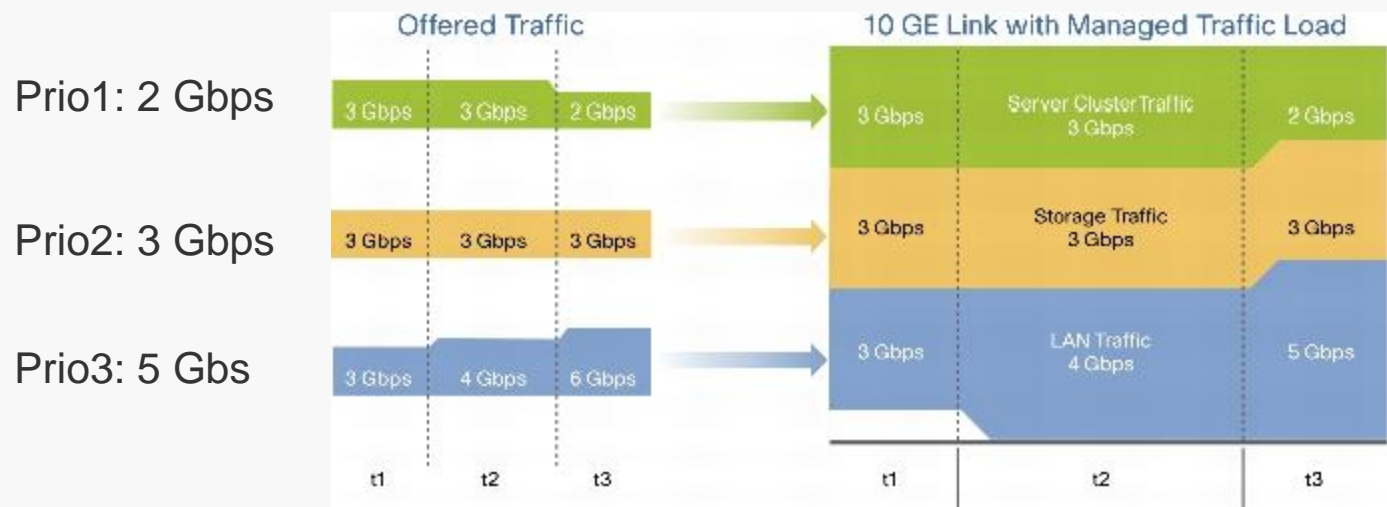 Offered Traffic
10 GE Link with Managed Traffic Load
Prio1: 2 Gbps
3 Gbps
3 Gbps
2 Gbps
3 Gbps
Server ClusterTraffic
3 Gbps
2 Gbps
Prio2: 3 Gbps
3 Gbps
3 Gbps
3 Gbps
3 Gbps
Storage Traffic
3 Gbps
3 Gbps
Prio3: 5 Gbs
3 Gbps
4 Gbps
6 Gbps
3 Gbps
LAN Traffic
4 Gbps
5 Gbps
t1
t2
t3
t1
t2
t3